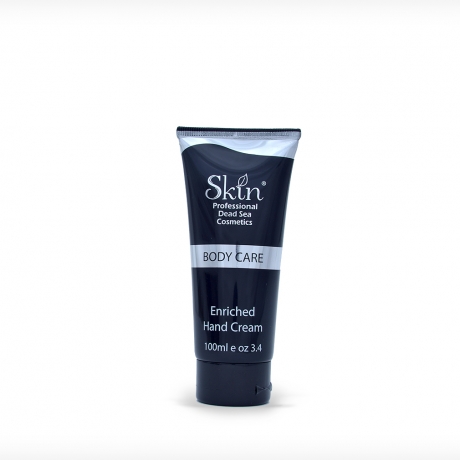 Skin®
Professional
Dead Sea
Cosmetics
BODY CARE
Enriched
Hand Cream
100ml e oz 3.4